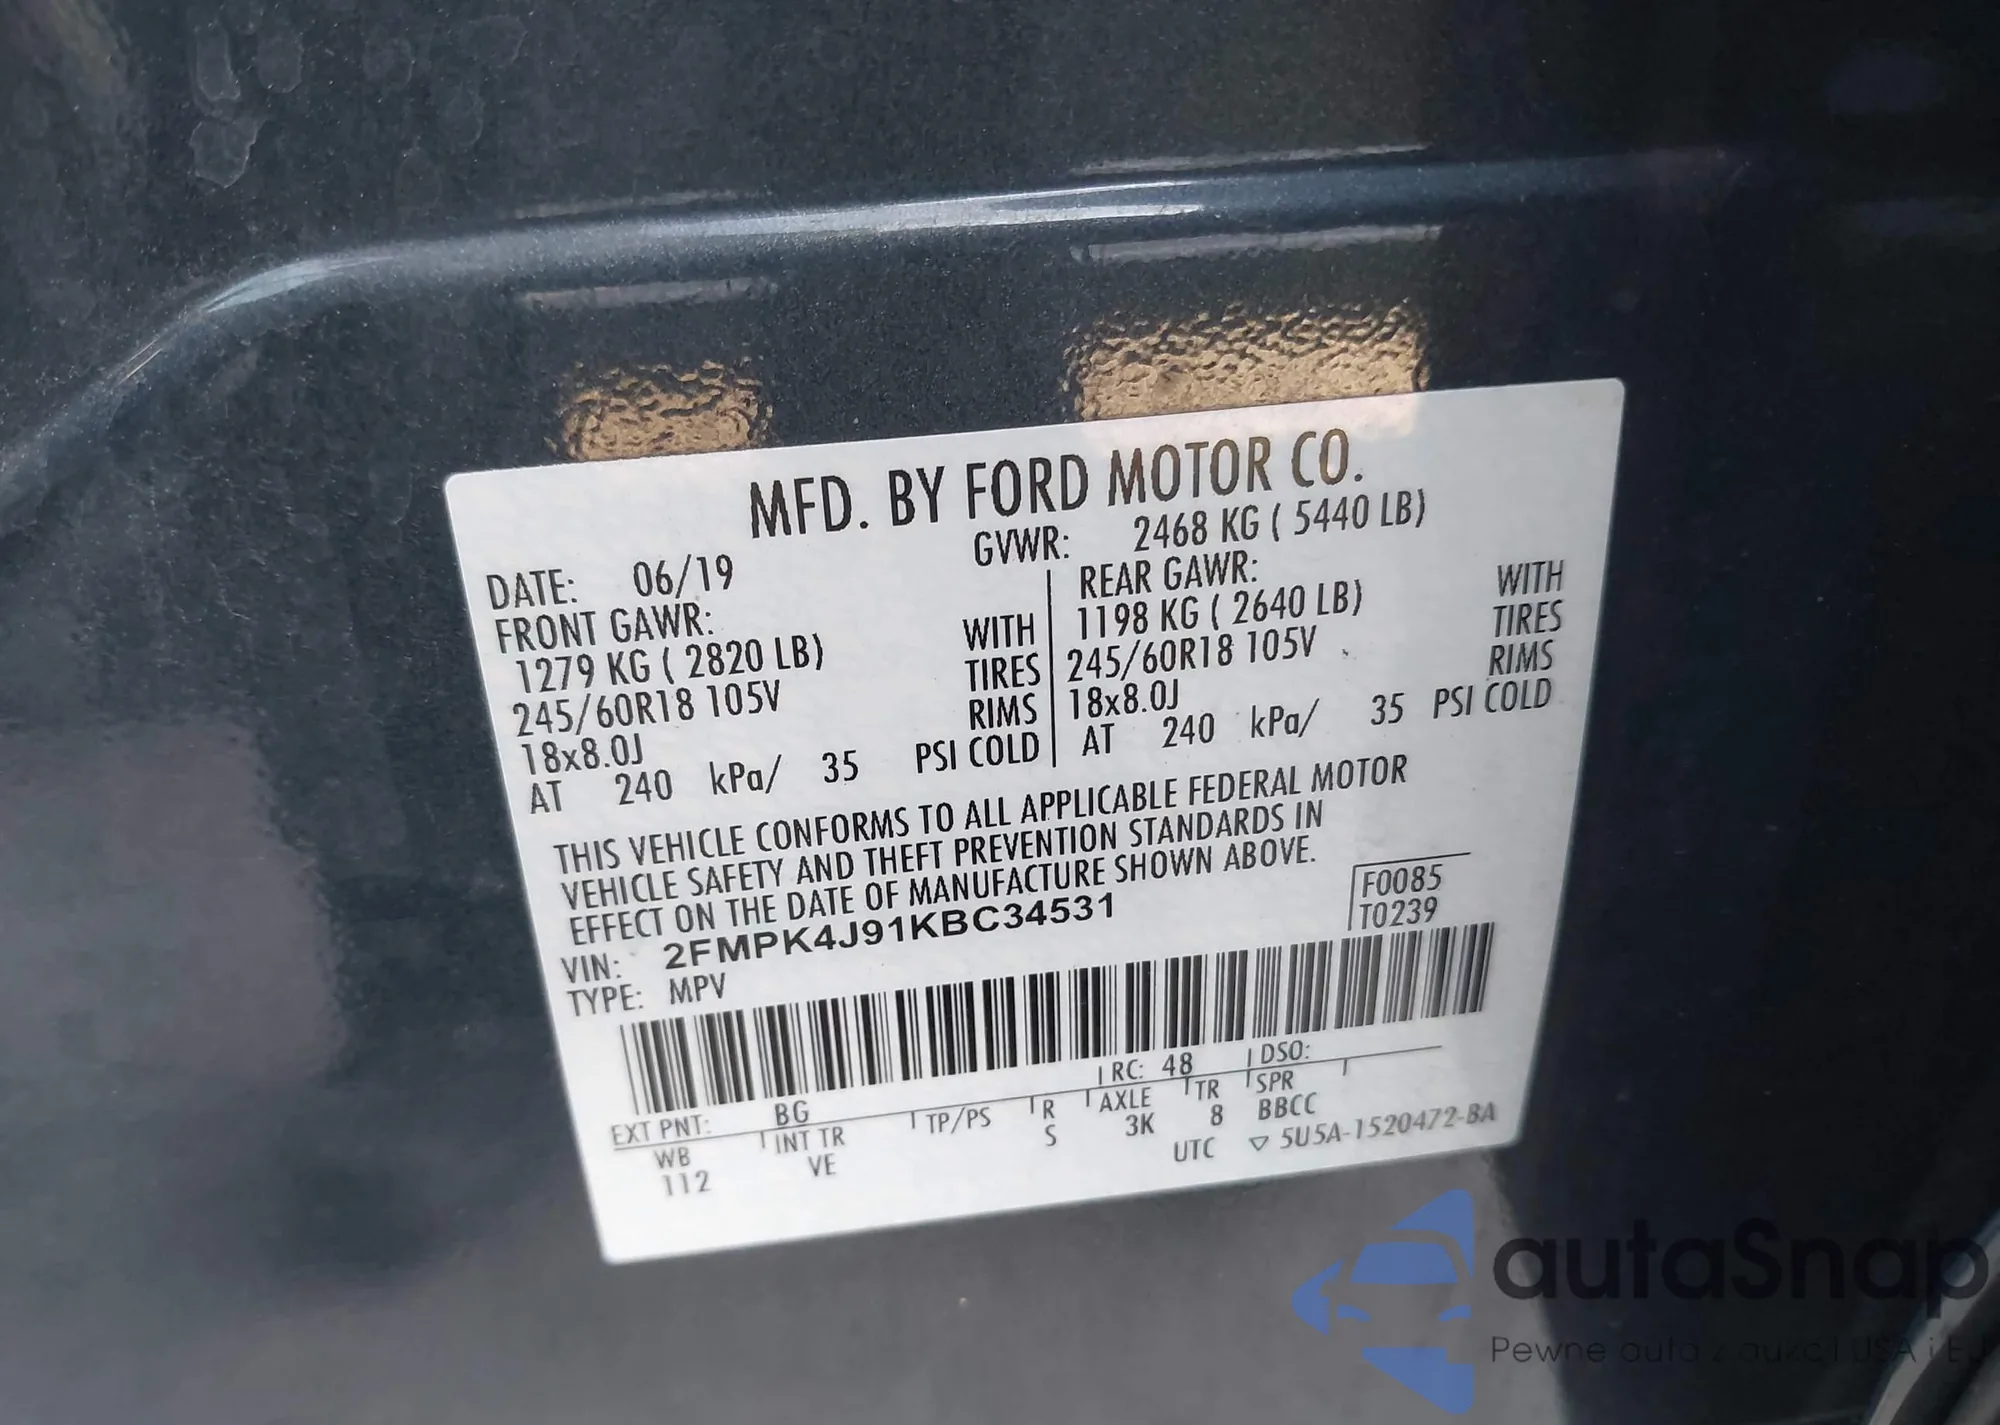 MFD. BY FORD MOTOR CO.
DATE: 06/19 GVWR: 2468 KG ( 5440 LB)
FRONT GAWR: REAR GAWR:
1279 KG ( 2820 LB) WITH 1198 KG ( 2640 LB) WITH
245/60R18 105V TIRES 245/60R18 105V TIRES
18x8.0J RIMS 18x8.0J RIMS
AT 240 kPa/ 35 PSI COLD AT 240 kPa/ 35 PSI COLD
THIS VEHICLE CONFORMS TO ALL APPLICABLE FEDERAL MOTOR
VEHICLE SAFETY AND THEFT PREVENTION STANDARDS IN
EFFECT ON THE DATE OF MANUFACTURE SHOWN ABOVE.
VIN: 2FMPK4J91KBC34531 F0085
TYPE: MPV T0239
EXT PNT: BG RC: 48 DSO:
WB INT TR TP/PS R AXLE TR SPR
112 VE S 3K 8 BBCC
UTC ▽ 5U5A-1520472-BA
autaSnap
Pewne auta z aukcji USA i